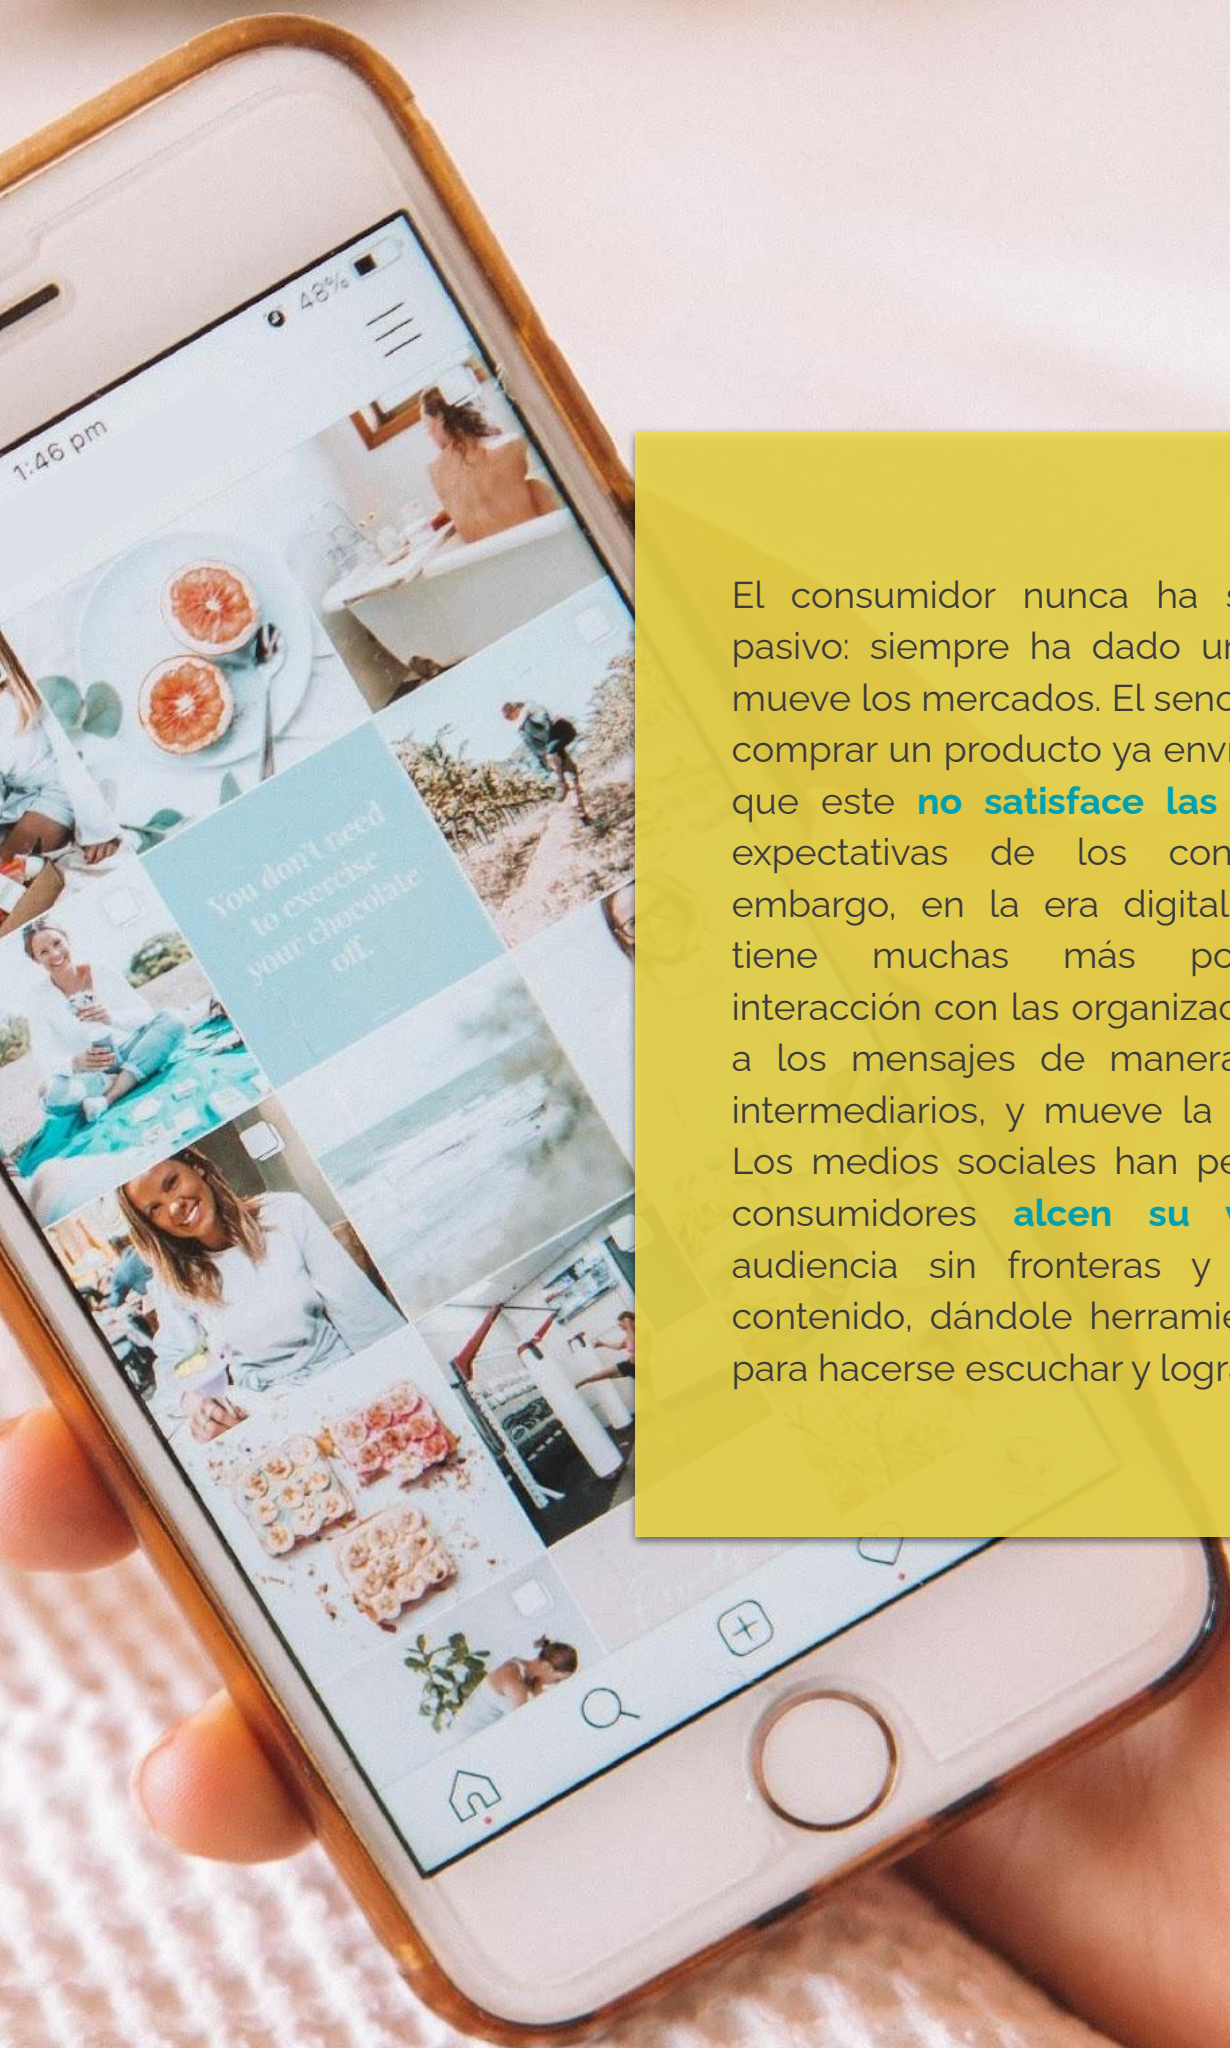 48%
1:46 pm
You don't need
to exercise
your chocolate
off.
El consumidor nunca ha
pasivo: siempre ha dado
mueve los mercados. El
comprar un producto ya
que este no satisface las
expectativas de los
embargo, en la era digital
tiene muchas más
interacción con las
a los mensajes de manera
intermediarios, y mueve la
Los medios sociales han
consumidores alcen su
audiencia sin fronteras y
contenido, dándole
para hacerse escuchar y